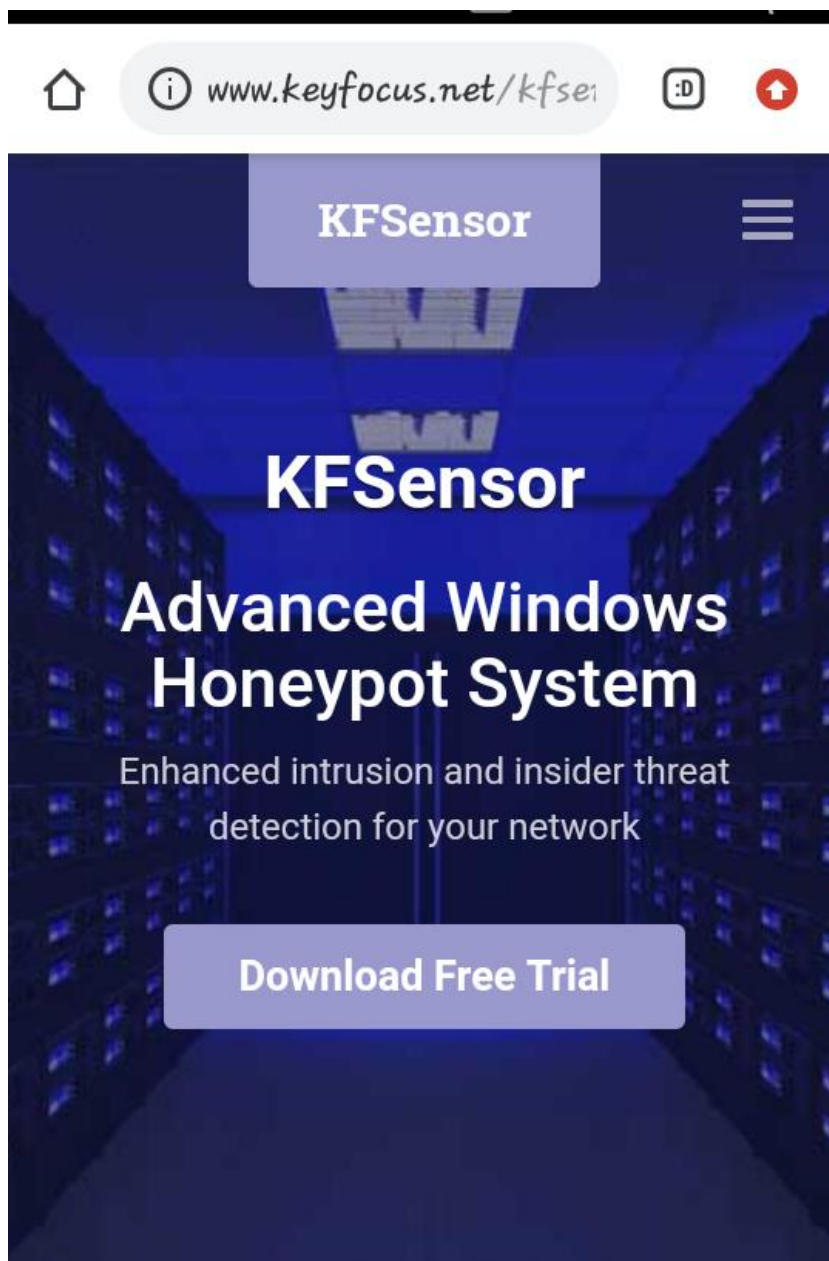 www.keyfocus.net/kfse
:D
KFSensor
KFSensor
Advanced Windows
Honeypot System
Enhanced intrusion and insider threat
detection for your network
Download Free Trial